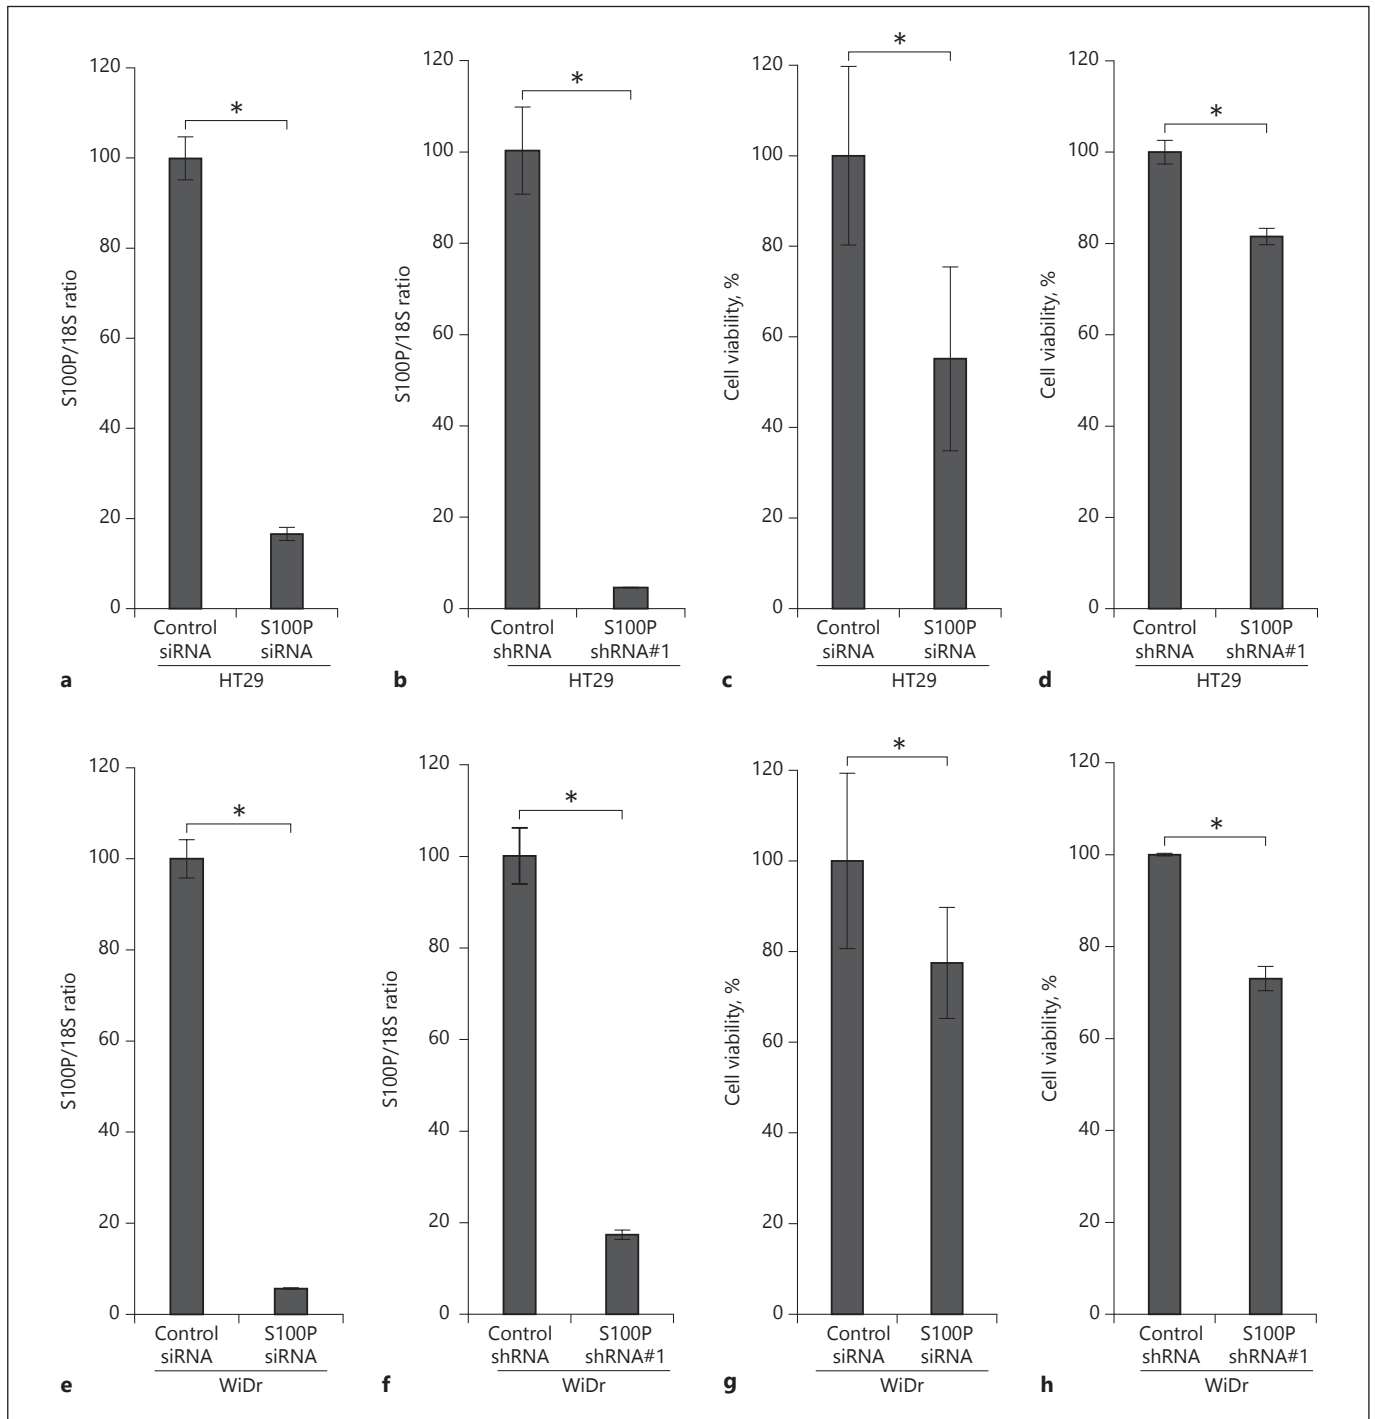 120
100
80
60
40
20
0
S100P/18S ratio
*
Control
siRNA
S100P
siRNA
HT29
a
120
100
80
60
40
20
0
S100P/18S ratio
*
Control
shRNA
S100P
shRNA#1
HT29
b
120
100
80
60
40
20
0
Cell viability, %
*
Control
siRNA
S100P
siRNA
HT29
c
120
100
80
60
40
20
0
Cell viability, %
*
Control
shRNA
S100P
shRNA#1
HT29
d
120
100
80
60
40
20
0
S100P/18S ratio
*
Control
siRNA
S100P
siRNA
WiDr
e
120
100
80
60
40
20
0
S100P/18S ratio
*
Control
shRNA
S100P
shRNA#1
WiDr
f
120
100
80
60
40
20
0
Cell viability, %
*
Control
siRNA
S100P
siRNA
WiDr
g
120
100
80
60
40
20
0
Cell viability, %
*
Control
shRNA
S100P
shRNA#1
WiDr
h